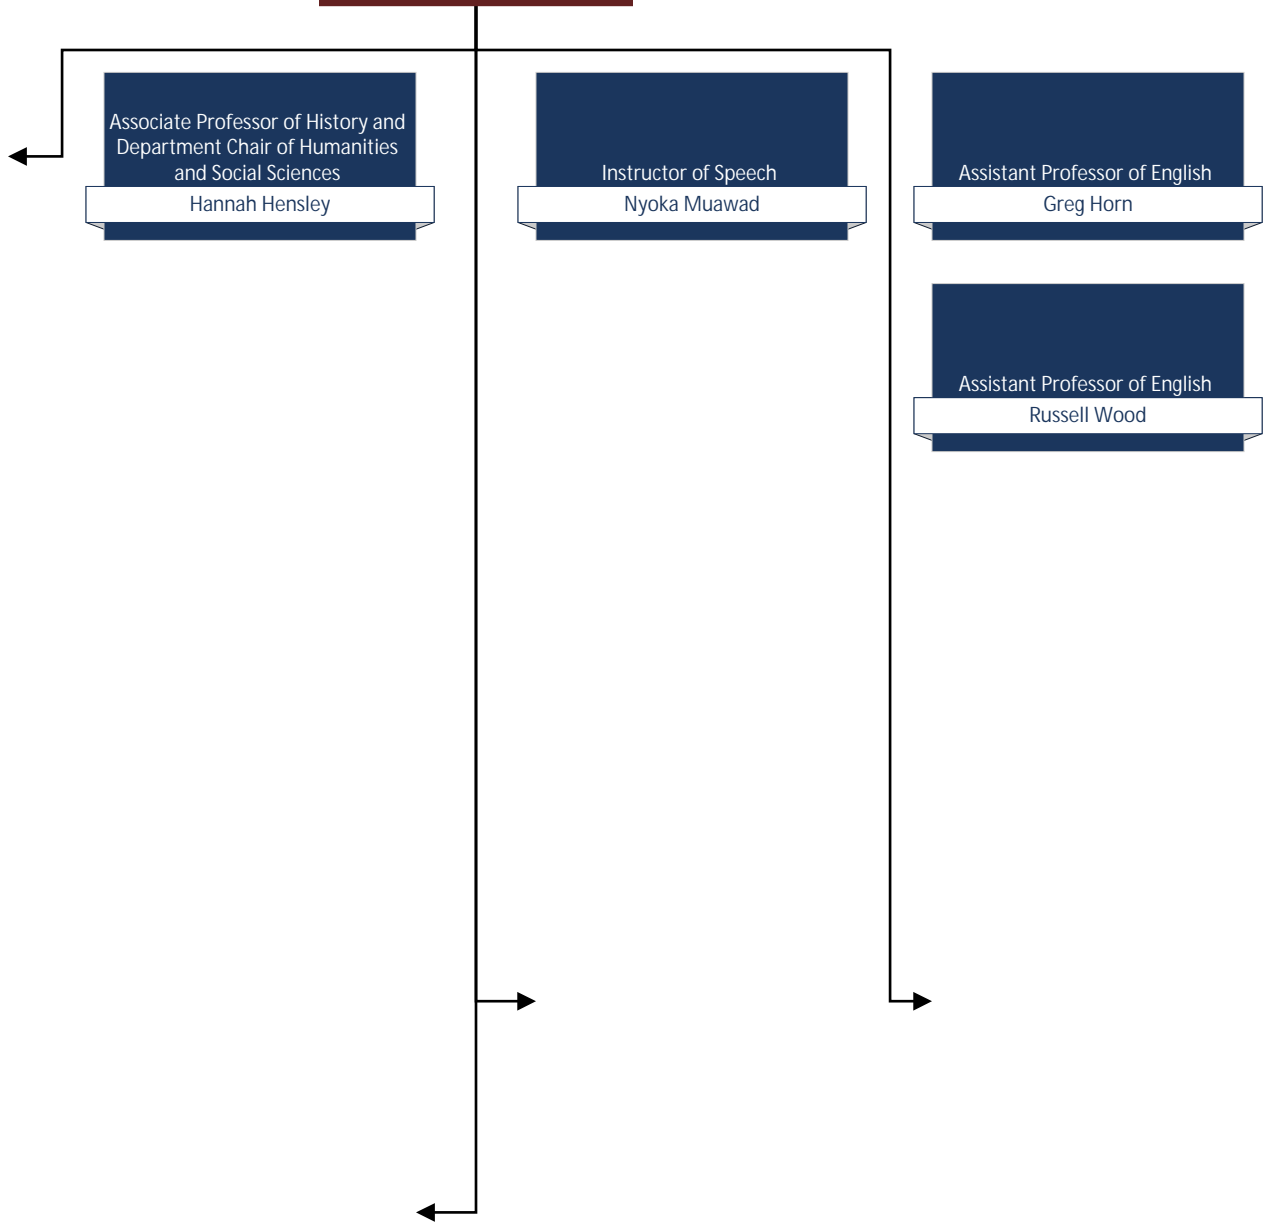 Associate Professor of History and
Department Chair of Humanities
and Social Sciences
Hannah Hensley
Instructor of Speech
Nyoka Muawad
Assistant Professor of English
Greg Horn
Assistant Professor of English
Russell Wood